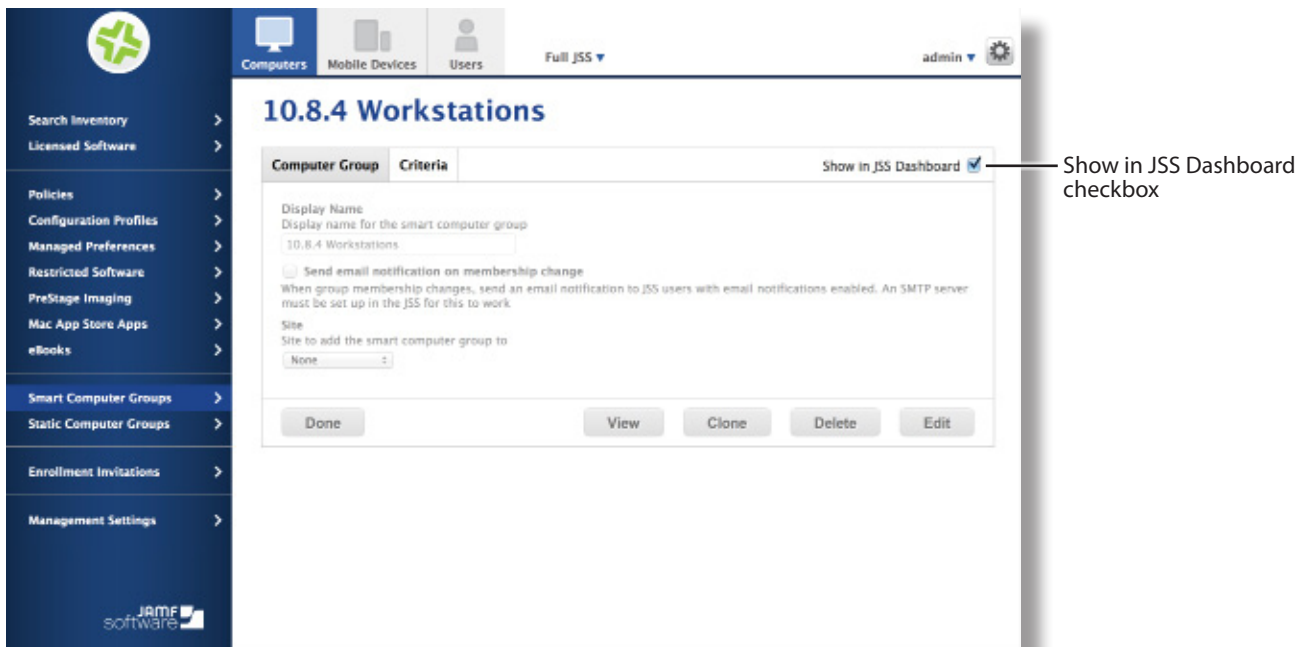 Computers
Mobile Devices
Users
Full JSS
admin
Search Inventory
Licensed Software
Policies
Configuration Profiles
Managed Preferences
Restricted Software
PreStage Imaging
Mac App Store Apps
eBooks
Smart Computer Groups
Static Computer Groups
Enrollment Invitations
Management Settings
JAMF
software
10.8.4 Workstations
Computer Group
Criteria
Show in JSS Dashboard
Display Name
Display name for the smart computer group
10.8.4 Workstations
Send email notification on membership change
When group membership changes, send an email notification to JSS users with email notifications enabled. An SMTP server
must be set up in the JSS for this to work
Site
Site to add the smart computer group to
None
Done
View
Clone
Delete
Edit
Show in JSS Dashboard
checkbox